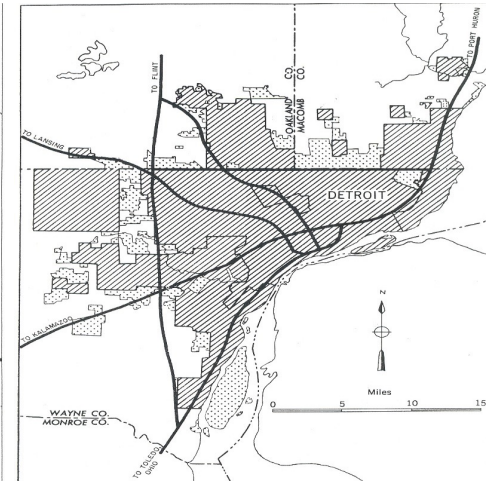 TO PORT HURON
TO FLINT
OAKLAND CO.
MACOMB CO.
TO LANSING
DETROIT
N
TO KALAMAZOO
Miles
0 5 10 15
WAYNE CO.
MONROE CO.
TO TOLEDO,
OHIO